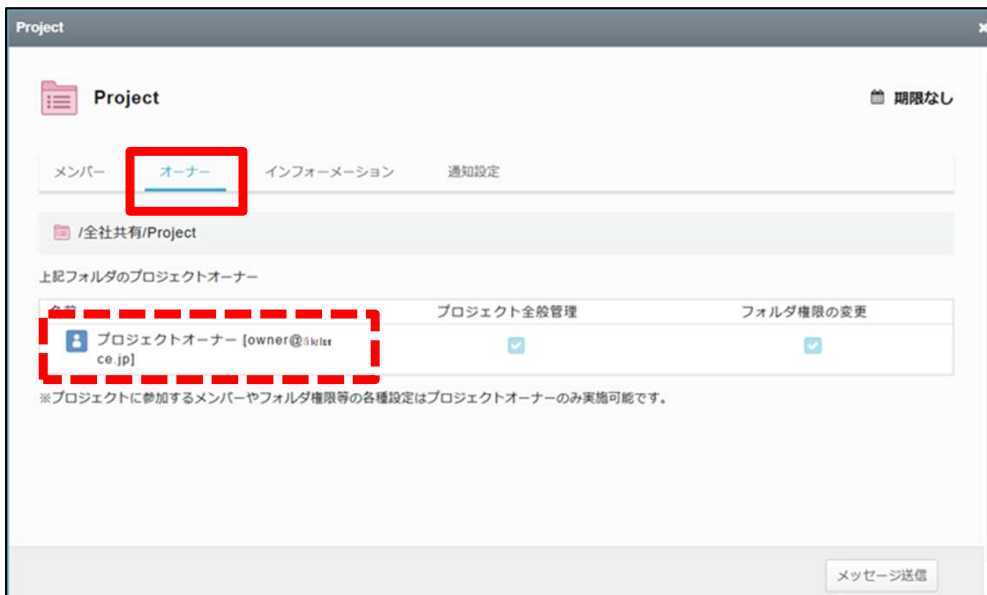 Project
Project
期限なし
メンバー オーナー インフォーメーション 通知設定
/全社共有/Project
上記フォルダのプロジェクトオーナー
名前 プロジェクト全般管理 フォルダ権限の変更
プロジェクトオーナー [owner@
ce.jp]
※プロジェクトに参加するメンバーやフォルダ権限等の各種設定はプロジェクトオーナーのみ実施可能です。
メッセージ送信